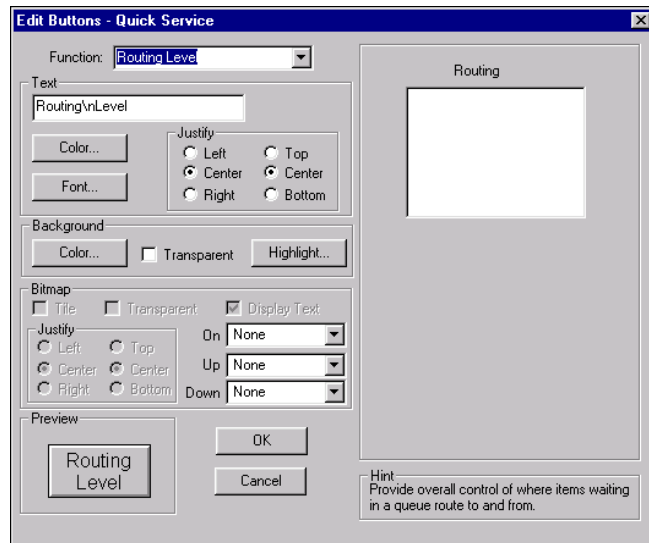 Edit Buttons - Quick Service
Function: Routing Level
Text
Routing\nLevel
Color...
Font...
Justify
Left Top
Center Center
Right Bottom
Background
Color... Transparent Highlight...
Bitmap
Tile Transparent Display Text
Justify
Left Top
Center Center
Right Bottom
On None
Up None
Down None
Preview
Routing
Level
OK
Cancel
Routing
Hint
Provide overall control of where items waiting
in a queue route to and from.